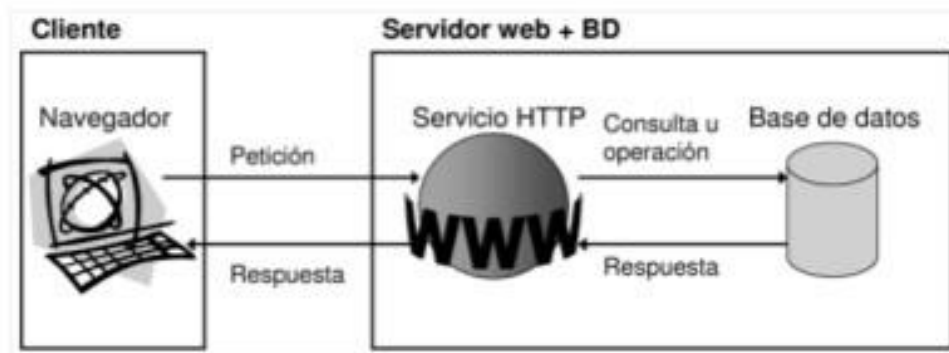 Cliente
Servidor web + BD
Navegador
Petición
Respuesta
Servicio HTTP
WWW
Consulta u
operación
Respuesta
Base de datos